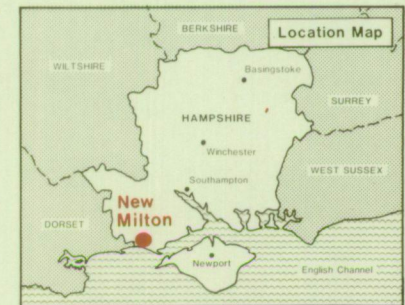 Location Map
BERKSHIRE
WILTSHIRE
Basingstoke
HAMPSHIRE
SURREY
Winchester
WEST SUSSEX
Southampton
New
Milton
DORSET
Newport
English Channel